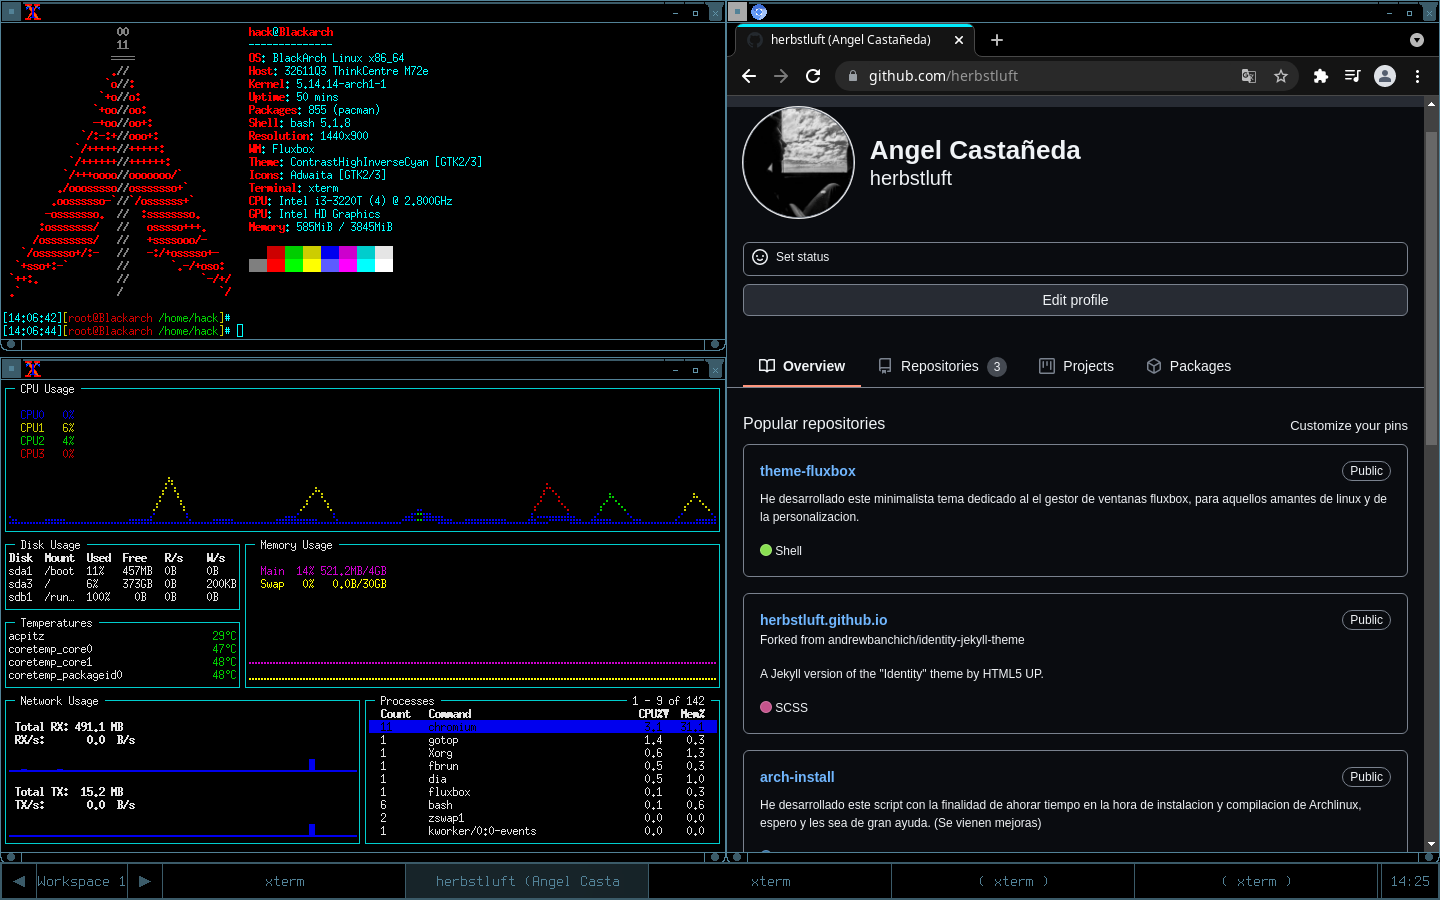 00
11
hack@Blackarch
--------------
OS: BlackArch Linux x86_64
Host: 3261103 ThinkCentre M72e
Kernel: 5.14.14-arch1-1
Uptime: 50 mins
Packages: 855 (pacman)
Shell: bash 5.1.8
Resolution: 1440x900
WM: Fluxbox
Theme: ContrastHighInverseCyan [GTK2/3]
Icons: Adwaita [GTK2/3]
Terminal: xterm
CPU: Intel i3-3220T (4) @ 2.800GHz
GPU: Intel HD Graphics
Memory: 585MiB / 3845MiB
[14:06:42][root@Blackarch /home/hack]#
[14:06:44][root@Blackarch /home/hack]#
CPU Usage
CPU0 0%
CPU1 6%
CPU2 4%
CPU3 0%
Disk Usage
Disk Mount Used Free R/s W/s
sda1 /boot 11% 457MB 0B 0B
sda3 / 6% 373GB 0B 200KB
sdb1 /run… 100% 0B 0B 0B
Memory Usage
Main 14% 521.2MB/4GB
Swap 0% 0.0B/30GB
Temperatures
acpitz 29°C
coretemp_core0 47°C
coretemp_core1 48°C
coretemp_packageid0 48°C
Network Usage
Total RX: 491.1 MB
RX/s: 0.0 B/s
Total TX: 15.2 MB
TX/s: 0.0 B/s
Processes 1 - 9 of 142
Count Command CPU%▼ Mem%
1 gotop 1.4 0.3
1 Xorg 0.6 1.3
1 fbrun 0.5 0.3
1 dia 0.5 1.0
1 fluxbox 0.1 0.3
6 bash 0.1 0.6
2 zswap1 0.0 0.0
1 kworker/0:0-events 0.0 0.0
herbstluft (Angel Castañeda)
github.com/herbstluft
Angel Castañeda
herbstluft
Set status
Edit profile
Overview Repositories 3 Projects Packages
Popular repositories Customize your pins
theme-fluxbox Public
He desarrollado este minimalista tema dedicado al el gestor de ventanas fluxbox, para aquellos amantes de linux y de
la personalizacion.
Shell
herbstluft.github.io Public
Forked from andrewbanchich/identity-jekyll-theme
A Jekyll version of the "Identity" theme by HTML5 UP.
SCSS
arch-install Public
He desarrollado este script con la finalidad de ahorar tiempo en la hora de instalacion y compilacion de Archlinux,
espero y les sea de gran ayuda. (Se vienen mejoras)
Workspace 1 xterm herbstluft (Angel Casta xterm ( xterm ) ( xterm ) 14:25